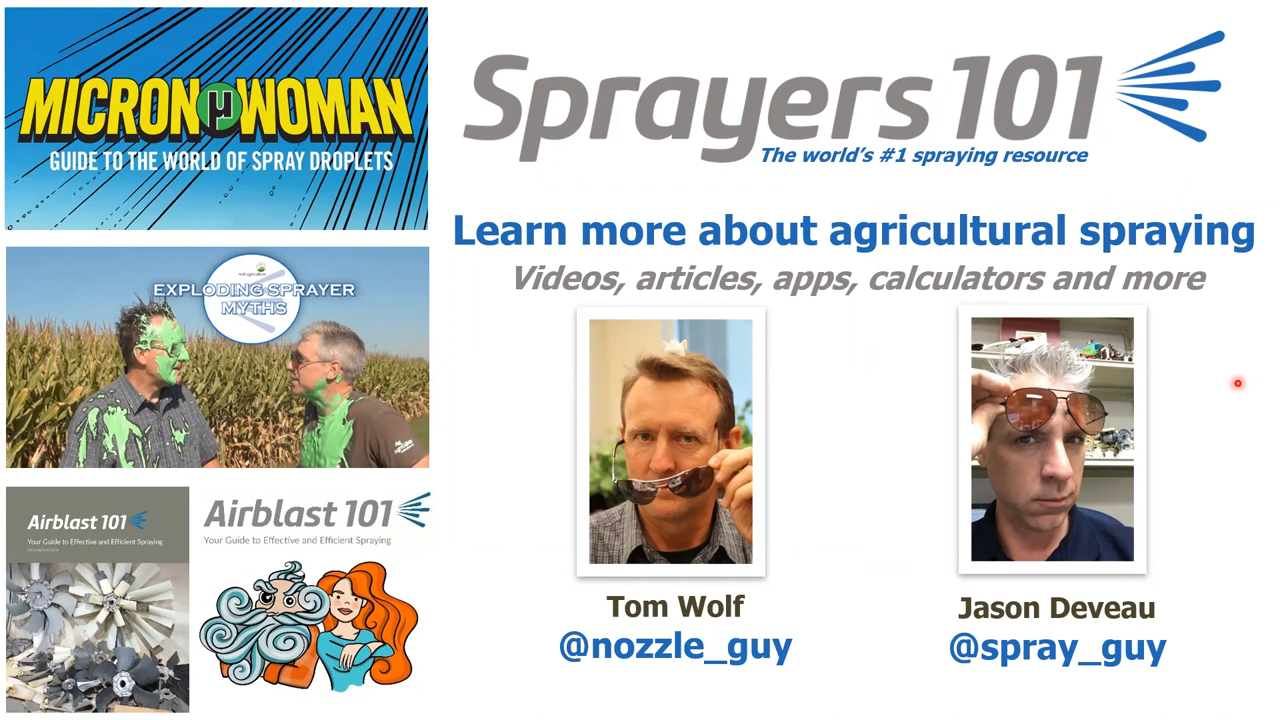 MICRON µ WOMAN
GUIDE TO THE WORLD OF SPRAY DROPLETS
EXPLODING SPRAYER
MYTHS
Airblast 101
Your Guide to Effective and Efficient Spraying
Airblast 101
Your Guide to Effective and Efficient Spraying
Sprayers 101
The world's #1 spraying resource
Learn more about agricultural spraying
Videos, articles, apps, calculators and more
Tom Wolf
@nozzle_guy
Jason Deveau
@spray_guy